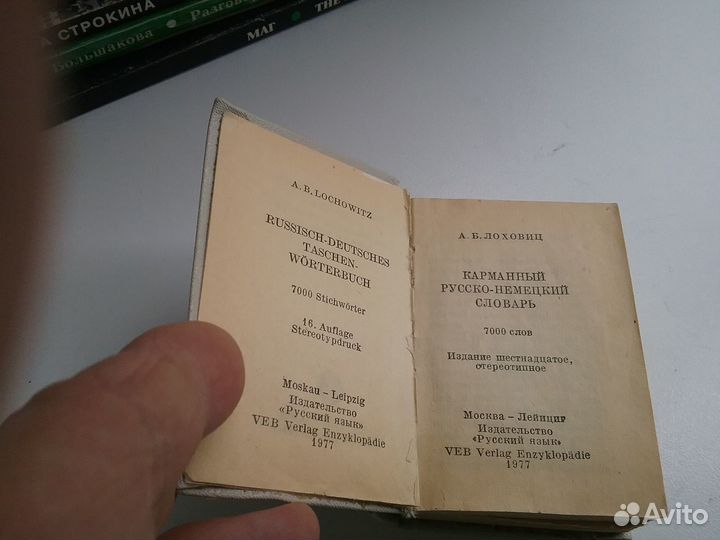 А СТРОКИНА
Большакова • Разговор
МАГ • THE
A. B. LOCHOWITZ
RUSSISCH-DEUTSCHES
TASCHEN-
WÖRTERBUCH
7000 Stichwörter
16. Auflage
Stereotypdruck
Moskau – Leipzig
Издательство
«Русский язык»
VEB Verlag Enzyklopädie
1977
А. Б. ЛОХОВИЦ
КАРМАННЫЙ
РУССКО-НЕМЕЦКИЙ
СЛОВАРЬ
7000 слов
Издание шестнадцатое,
стереотипное
Москва – Лейпциг
Издательство
«Русский язык»
VEB Verlag Enzyklopädie
1977
Avito